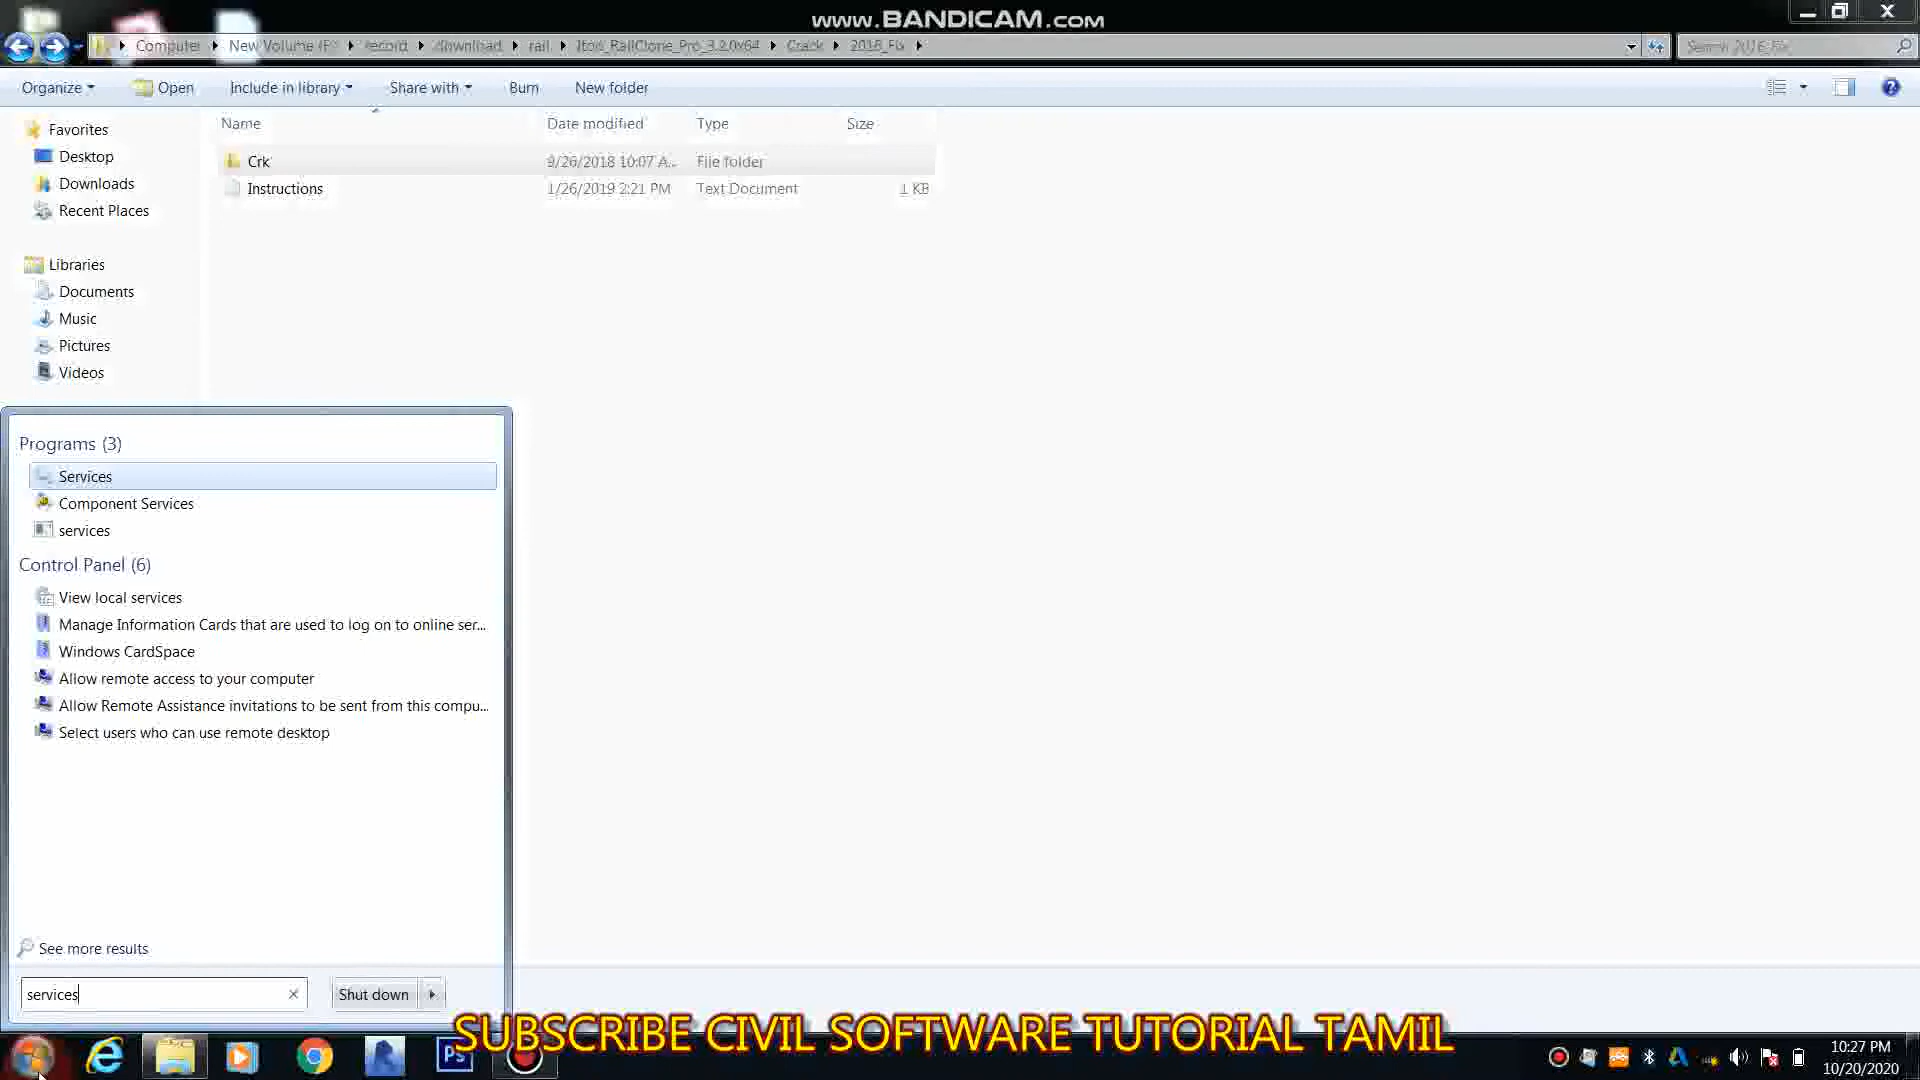 www.BANDICAM.com
Computer New Volume (F record download rail Itoo_RailClone_Pro_3.2.0x64 Crack 2016_Fix
Search 2016_Fix
Organize Open Include in library Share with Burn New folder
Name Date modified Type Size
Crk 9/26/2018 10:07 A... File folder
Instructions 1/26/2019 2:21 PM Text Document 1 KB
Favorites
Desktop
Downloads
Recent Places
Libraries
Documents
Music
Pictures
Videos
Programs (3)
Services
Component Services
services
Control Panel (6)
View local services
Manage Information Cards that are used to log on to online ser...
Windows CardSpace
Allow remote access to your computer
Allow Remote Assistance invitations to be sent from this compu...
Select users who can use remote desktop
See more results
services
Shut down
SUBSCRIBE CIVIL SOFTWARE TUTORIAL TAMIL
Ps
10:27 PM
10/20/2020